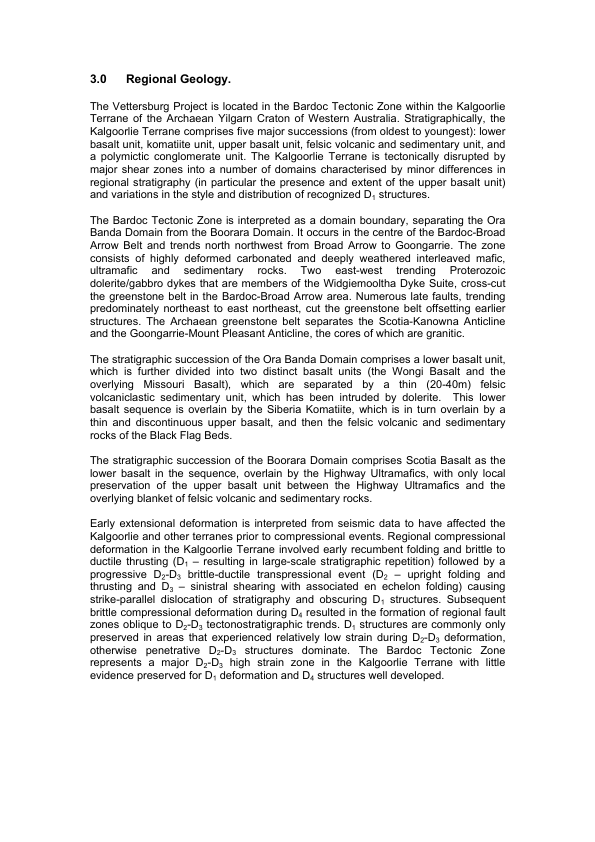 3.0 Regional Geology.
The Vettersburg Project is located in the Bardoc Tectonic Zone within the Kalgoorlie
Terrane of the Archaean Yilgarn Craton of Western Australia. Stratigraphically, the
Kalgoorlie Terrane comprises five major successions (from oldest to youngest): lower
basalt unit, komatiite unit, upper basalt unit, felsic volcanic and sedimentary unit, and
a polymictic conglomerate unit. The Kalgoorlie Terrane is tectonically disrupted by
major shear zones into a number of domains characterised by minor differences in
regional stratigraphy (in particular the presence and extent of the upper basalt unit)
and variations in the style and distribution of recognized D1 structures.
The Bardoc Tectonic Zone is interpreted as a domain boundary, separating the Ora
Banda Domain from the Boorara Domain. It occurs in the centre of the Bardoc-Broad
Arrow Belt and trends north northwest from Broad Arrow to Goongarrie. The zone
consists of highly deformed carbonated and deeply weathered interleaved mafic,
ultramafic and sedimentary rocks. Two east-west trending Proterozoic
dolerite/gabbro dykes that are members of the Widgiemooltha Dyke Suite, cross-cut
the greenstone belt in the Bardoc-Broad Arrow area. Numerous late faults, trending
predominately northeast to east northeast, cut the greenstone belt offsetting earlier
structures. The Archaean greenstone belt separates the Scotia-Kanowna Anticline
and the Goongarrie-Mount Pleasant Anticline, the cores of which are granitic.
The stratigraphic succession of the Ora Banda Domain comprises a lower basalt unit,
which is further divided into two distinct basalt units (the Wongi Basalt and the
overlying Missouri Basalt), which are separated by a thin (20-40m) felsic
volcaniclastic sedimentary unit, which has been intruded by dolerite. This lower
basalt sequence is overlain by the Siberia Komatiite, which is in turn overlain by a
thin and discontinuous upper basalt, and then the felsic volcanic and sedimentary
rocks of the Black Flag Beds.
The stratigraphic succession of the Boorara Domain comprises Scotia Basalt as the
lower basalt in the sequence, overlain by the Highway Ultramafics, with only local
preservation of the upper basalt unit between the Highway Ultramafics and the
overlying blanket of felsic volcanic and sedimentary rocks.
Early extensional deformation is interpreted from seismic data to have affected the
Kalgoorlie and other terranes prior to compressional events. Regional compressional
deformation in the Kalgoorlie Terrane involved early recumbent folding and brittle to
ductile thrusting (D1 – resulting in large-scale stratigraphic repetition) followed by a
progressive D2-D3 brittle-ductile transpressional event (D2 – upright folding and
thrusting and D3 – sinistral shearing with associated en echelon folding) causing
strike-parallel dislocation of stratigraphy and obscuring D1 structures. Subsequent
brittle compressional deformation during D4 resulted in the formation of regional fault
zones oblique to D2-D3 tectonostratigraphic trends. D1 structures are commonly only
preserved in areas that experienced relatively low strain during D2-D3 deformation,
otherwise penetrative D2-D3 structures dominate. The Bardoc Tectonic Zone
represents a major D2-D3 high strain zone in the Kalgoorlie Terrane with little
evidence preserved for D1 deformation and D4 structures well developed.